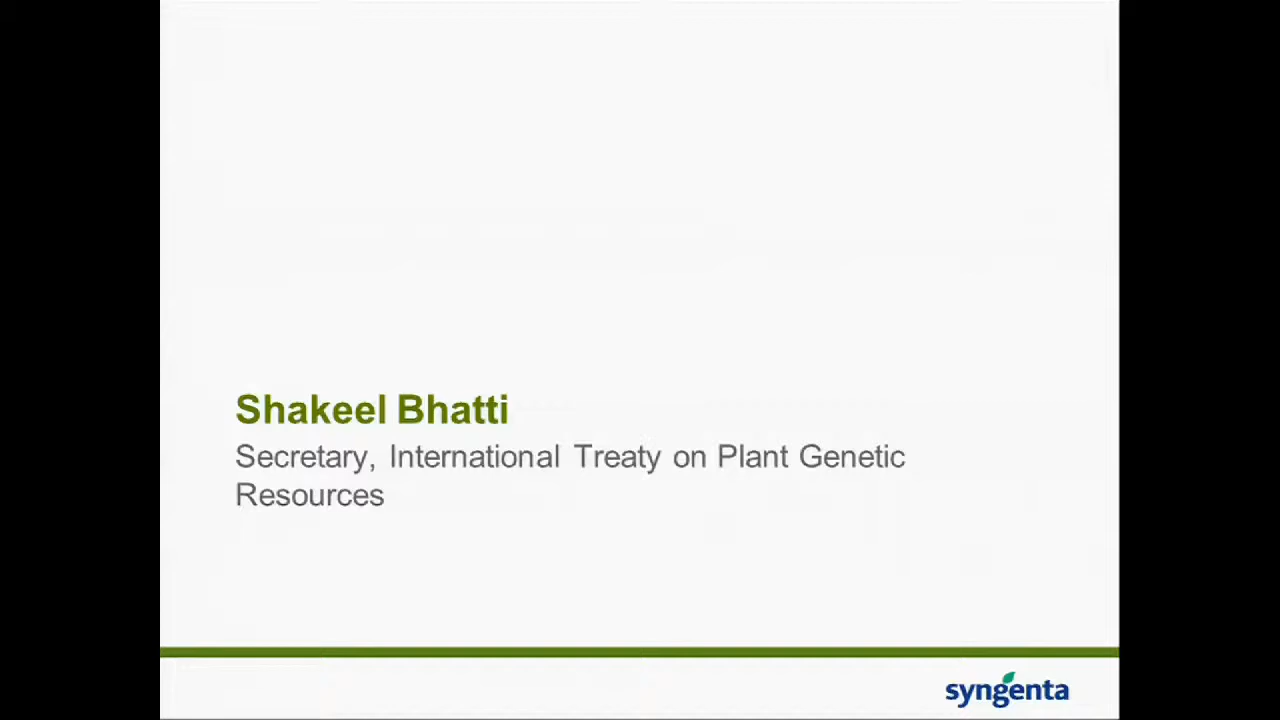 Shakeel Bhatti
Secretary, International Treaty on Plant Genetic
Resources
syngenta